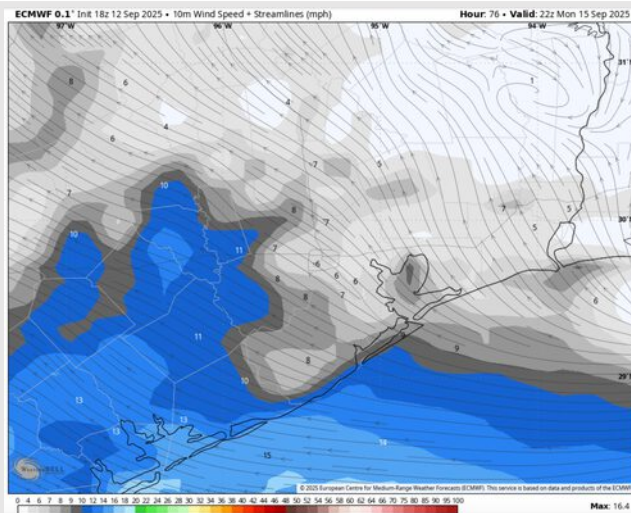 ECMWF 0.1° Init 18z 12 Sep 2025 • 10m Wind Speed + Streamlines (mph) Hour: 76 • Valid: 22z Mon 15 Sep 2025
97°W 96°W 95°W 94°W
31°
1
8 6
4
6 4
7 5
10 7
7 8 7 5
30°
10 11 7 5
6 6
6 6
8 7 6
11
9
8
29°
10
13
13
13 14
15
WeatherBELL
© 2025 European Centre for Medium-Range Weather Forecasts (ECMWF). This service is based on data and products of the ECMWF
0 4 6 7 8 9 10 12 14 16 18 20 22 24 26 28 30 32 34 36 38 40 42 44 46 48 50 52 54 56 58 60 62 64 66 68 70 75 80 85 90 95 100
Max: 16.4